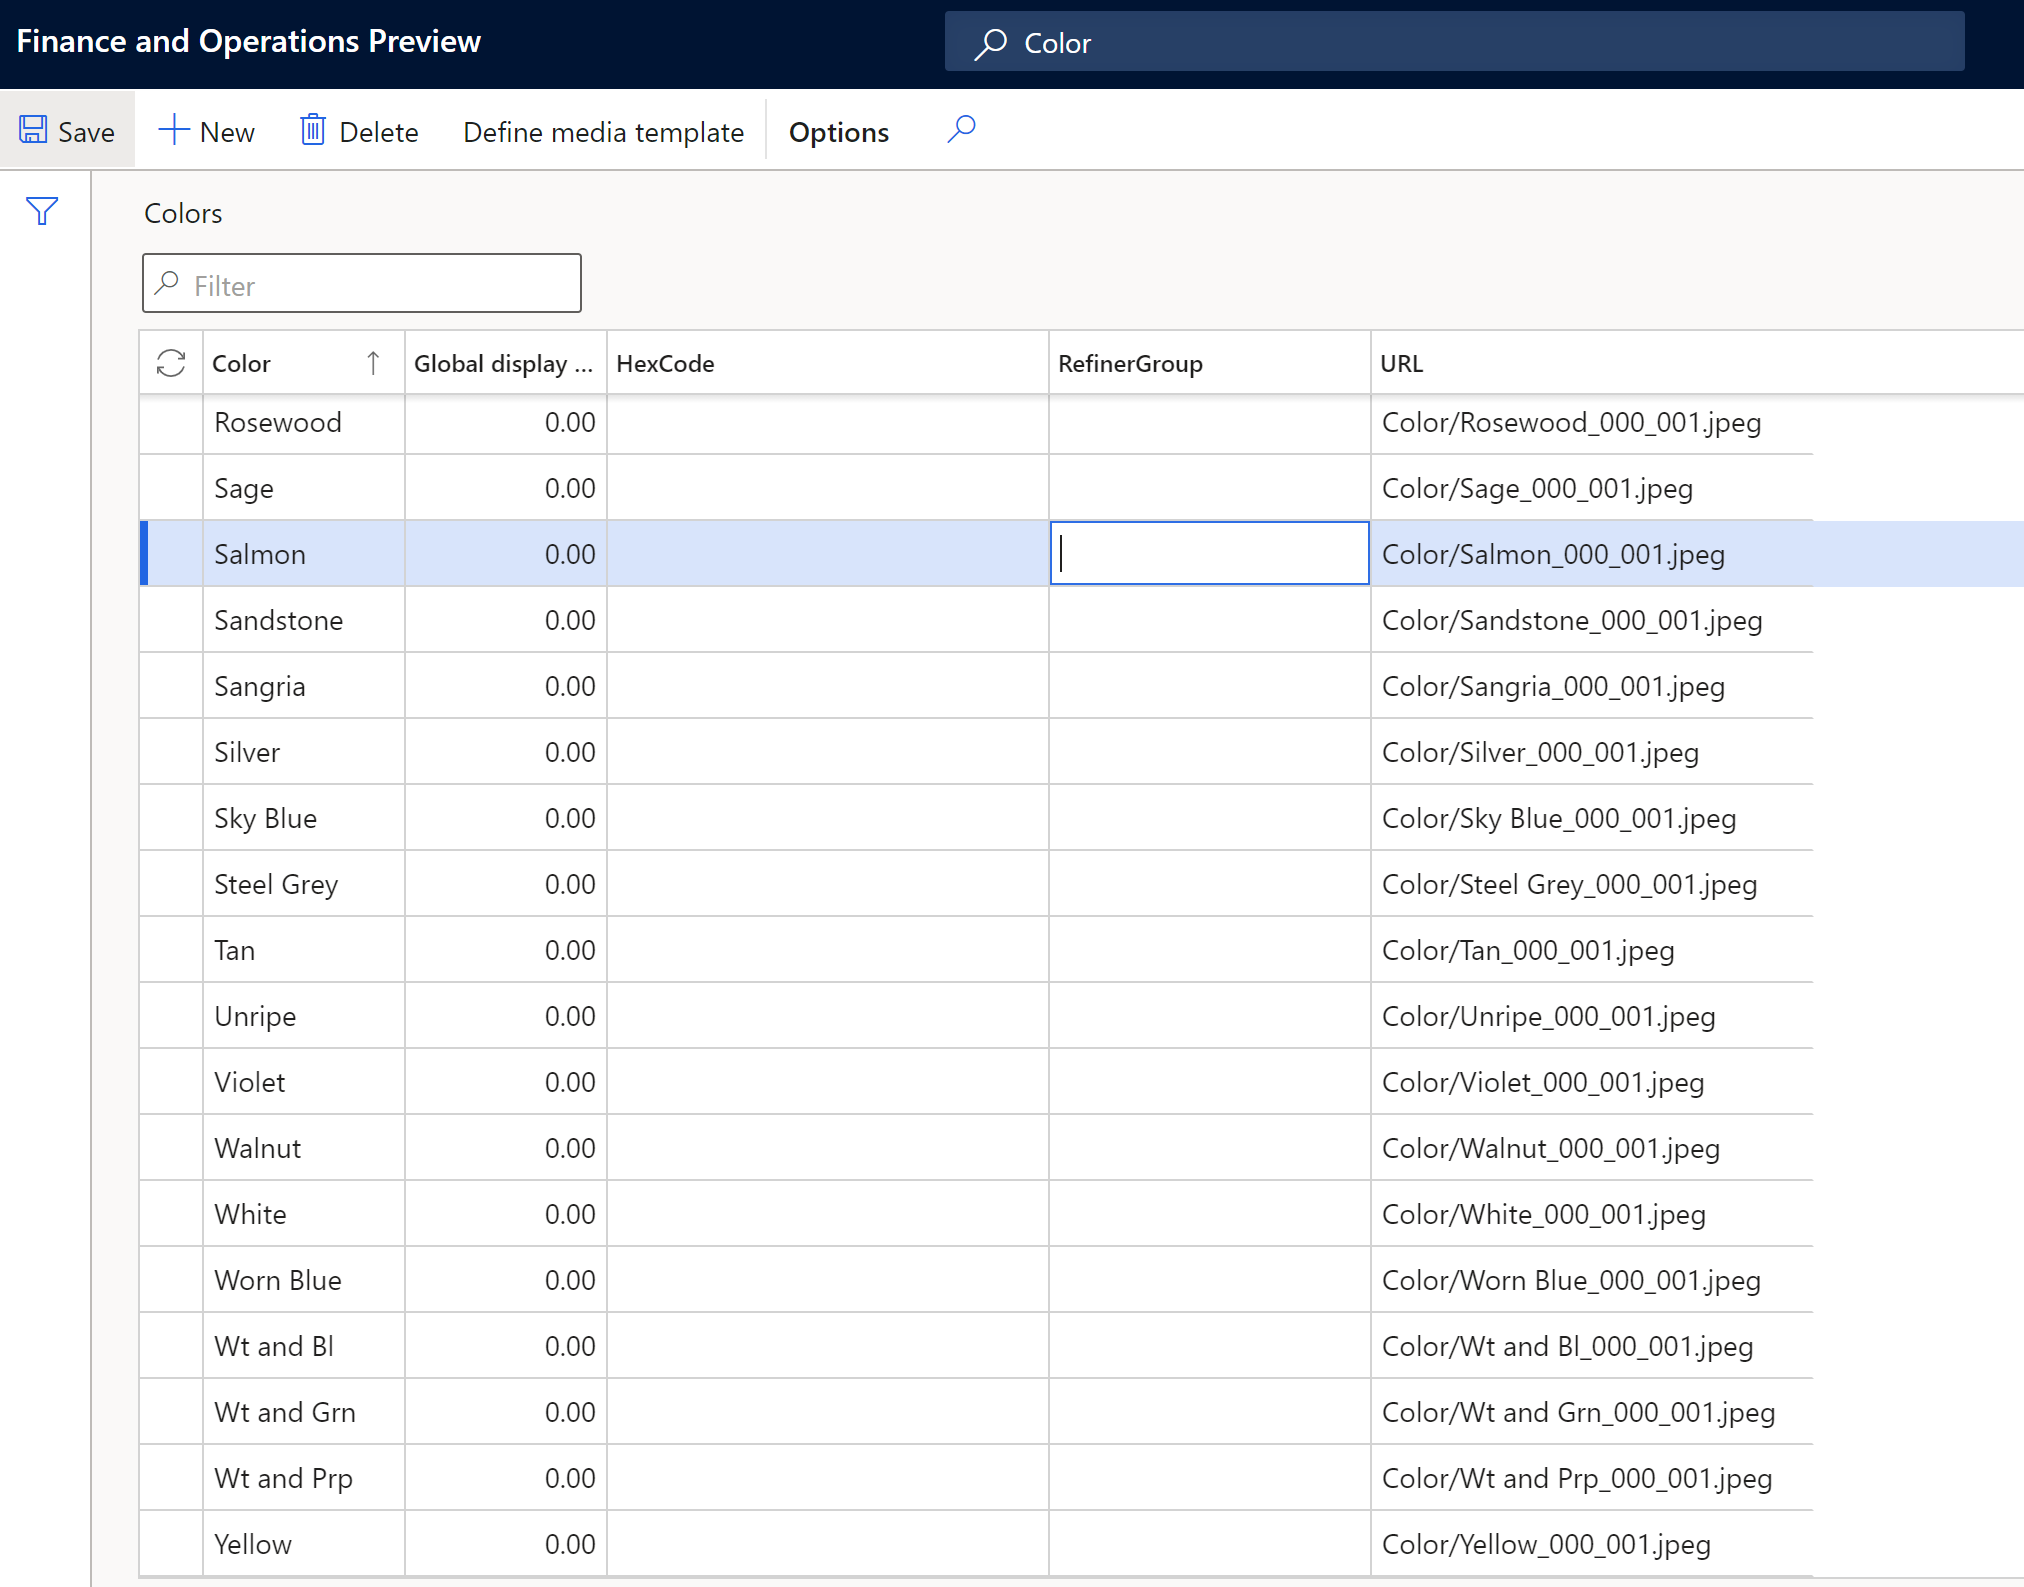 Finance and Operations Preview
Color
Save New Delete Define media template Options
Colors
Filter
Color Global display ... HexCode RefinerGroup URL
Rosewood 0.00 Color/Rosewood_000_001.jpeg
Sage 0.00 Color/Sage_000_001.jpeg
Salmon 0.00 Color/Salmon_000_001.jpeg
Sandstone 0.00 Color/Sandstone_000_001.jpeg
Sangria 0.00 Color/Sangria_000_001.jpeg
Silver 0.00 Color/Silver_000_001.jpeg
Sky Blue 0.00 Color/Sky Blue_000_001.jpeg
Steel Grey 0.00 Color/Steel Grey_000_001.jpeg
Tan 0.00 Color/Tan_000_001.jpeg
Unripe 0.00 Color/Unripe_000_001.jpeg
Violet 0.00 Color/Violet_000_001.jpeg
Walnut 0.00 Color/Walnut_000_001.jpeg
White 0.00 Color/White_000_001.jpeg
Worn Blue 0.00 Color/Worn Blue_000_001.jpeg
Wt and Bl 0.00 Color/Wt and Bl_000_001.jpeg
Wt and Grn 0.00 Color/Wt and Grn_000_001.jpeg
Wt and Prp 0.00 Color/Wt and Prp_000_001.jpeg
Yellow 0.00 Color/Yellow_000_001.jpeg